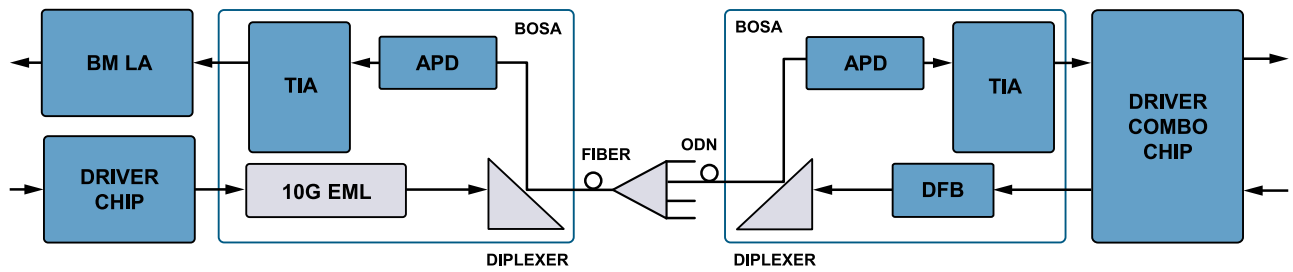 BOSA
BOSA
BM LA
TIA
APD
APD
TIA
DRIVER
COMBO
CHIP
FIBER
ODN
DRIVER
CHIP
10G EML
DFB
DIPLEXER
DIPLEXER